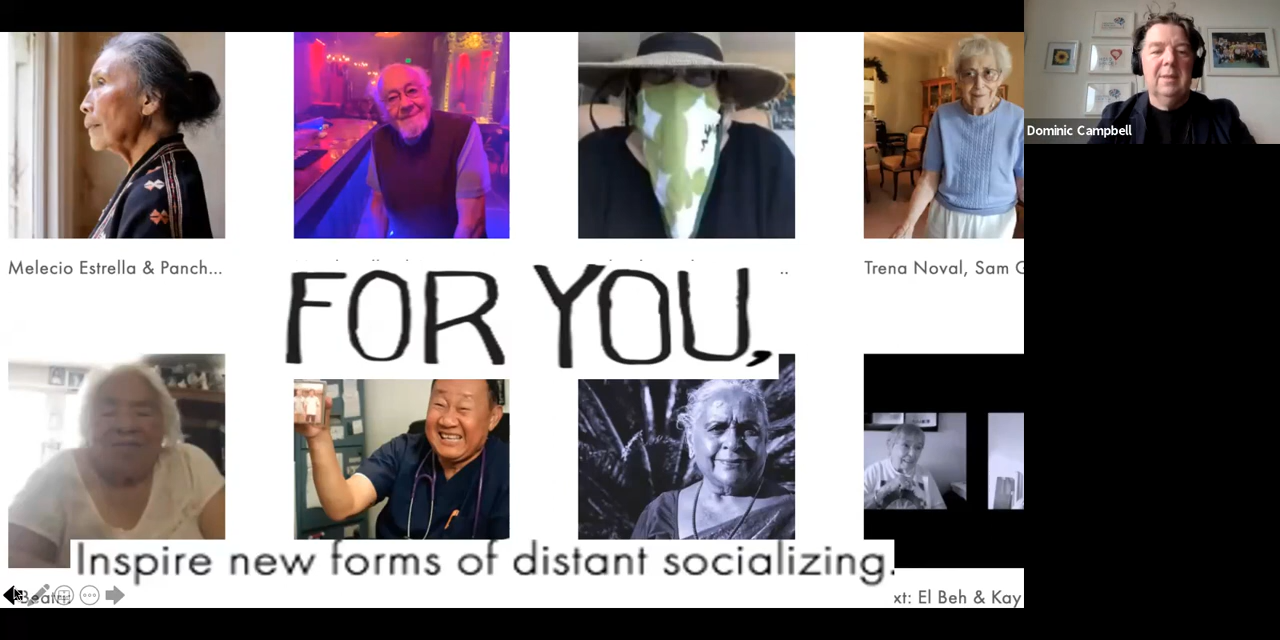 Dominic Campbell
Melecio Estrella & Panch...
Trena Noval, Sam G
FOR YOU,
Inspire new forms of distant socializing.
xt: El Beh & Kay